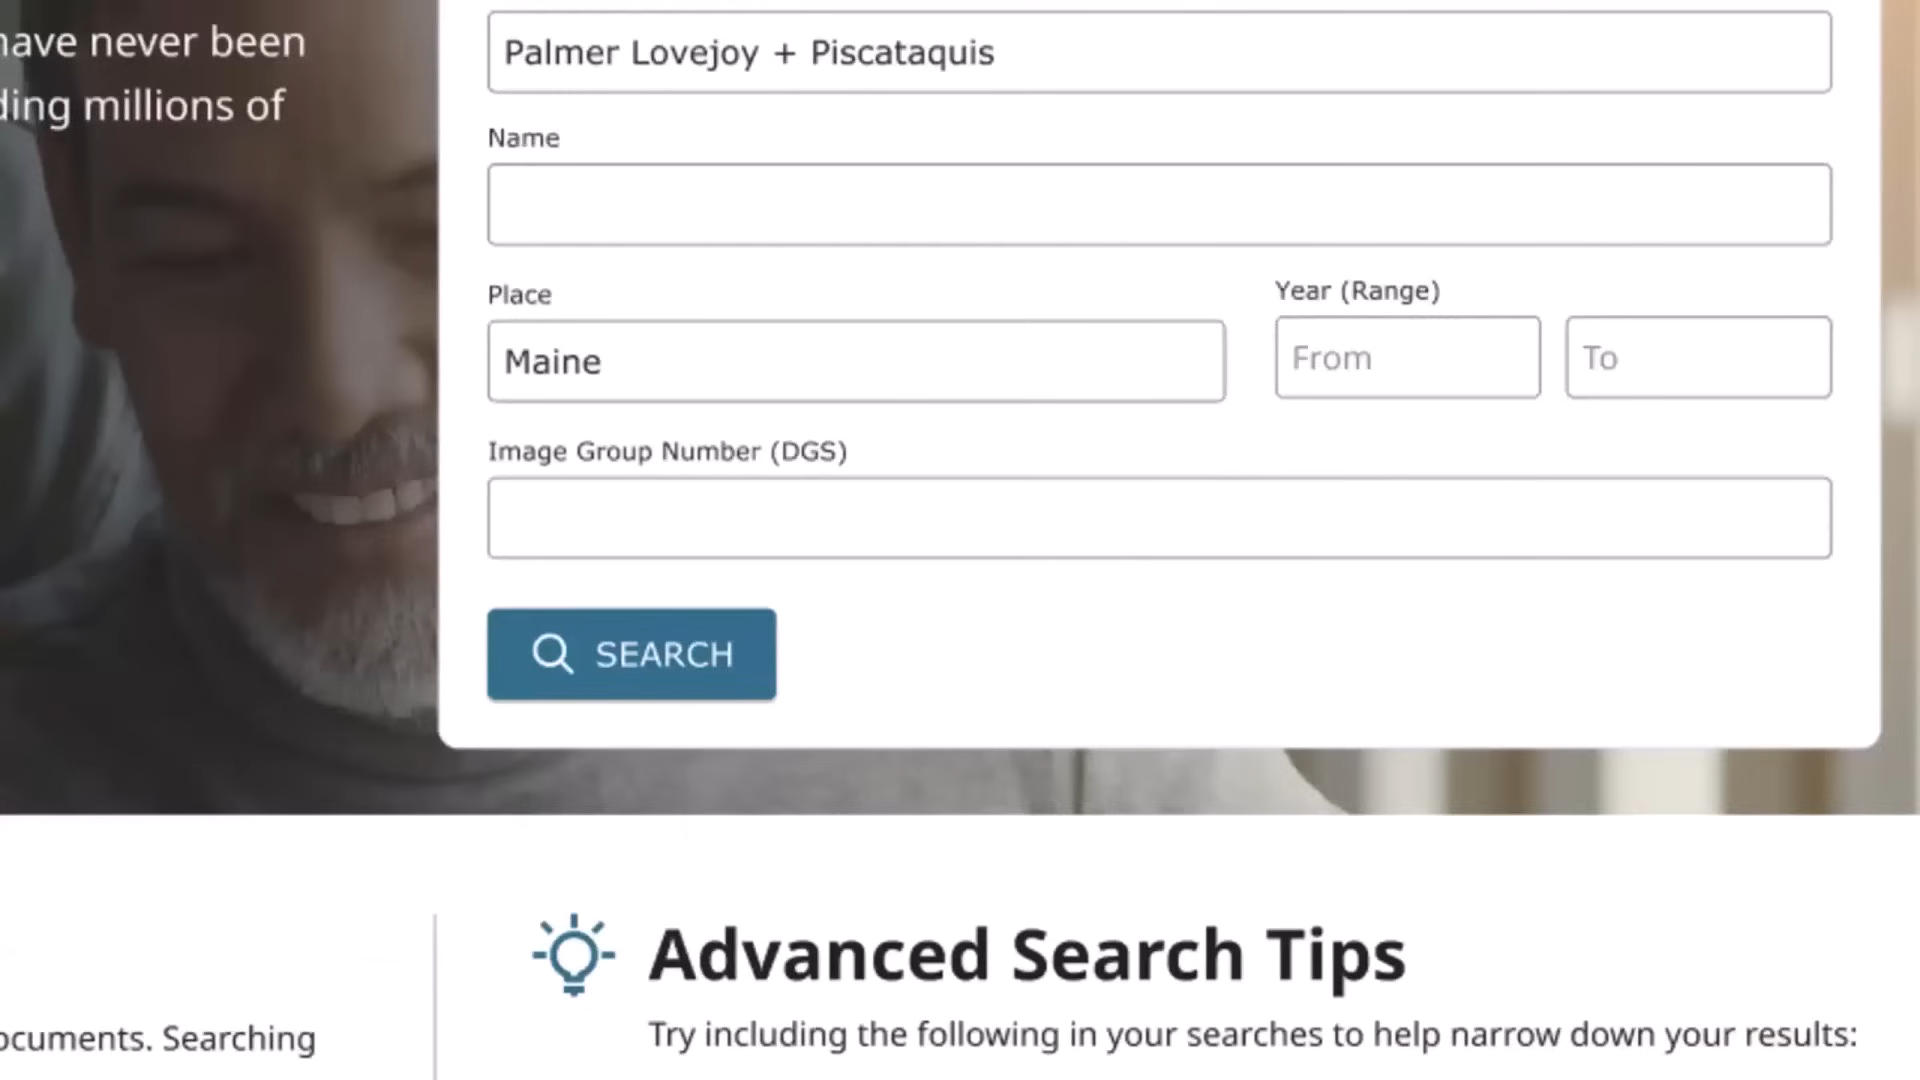 have never been
ding millions of
Palmer Lovejoy + Piscataquis
Name
Place
Year (Range)
Maine
From
To
Image Group Number (DGS)
SEARCH
Advanced Search Tips
Try including the following in your searches to help narrow down your results:
ocuments. Searching